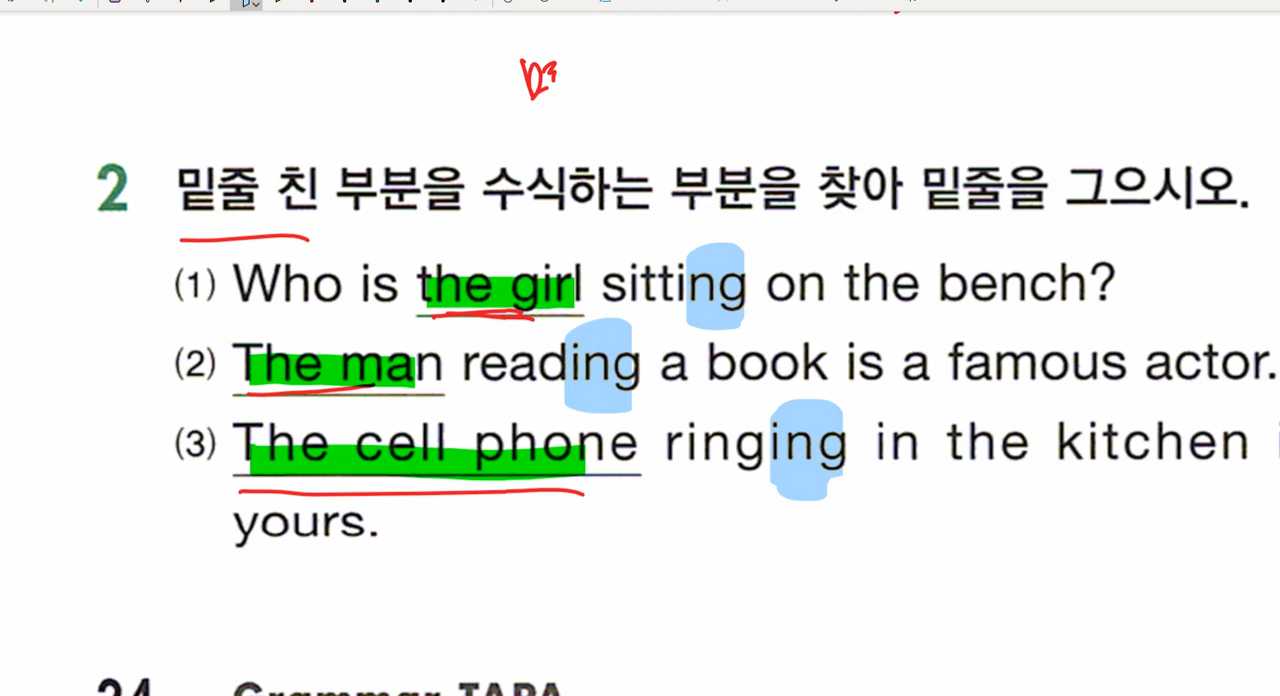 2 밑줄 친 부분을 수식하는 부분을 찾아 밑줄을 그으시오.
(1) Who is the girl sitting on the bench?
(2) The man reading a book is a famous actor.
(3) The cell phone ringing in the kitchen
yours.
24 Grammar TAPA